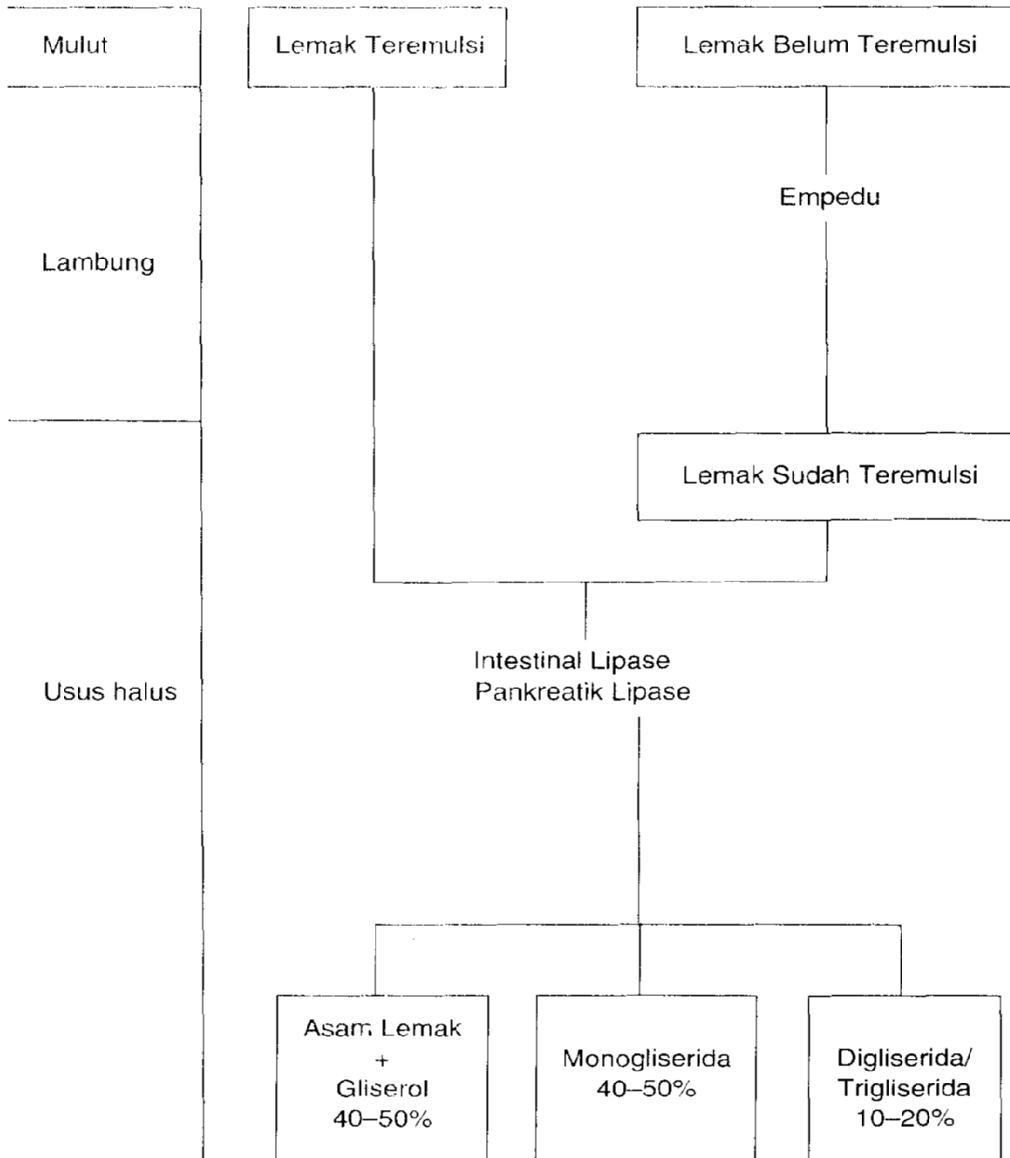 Mulut
Lemak Teremulsi
Lemak Belum Teremulsi
Empedu
Lambung
Lemak Sudah Teremulsi
Intestinal Lipase
Pankreatik Lipase
Usus halus
Asam Lemak
+
Gliserol
40–50%
Monogliserida
40–50%
Digliserida/
Trigliserida
10–20%